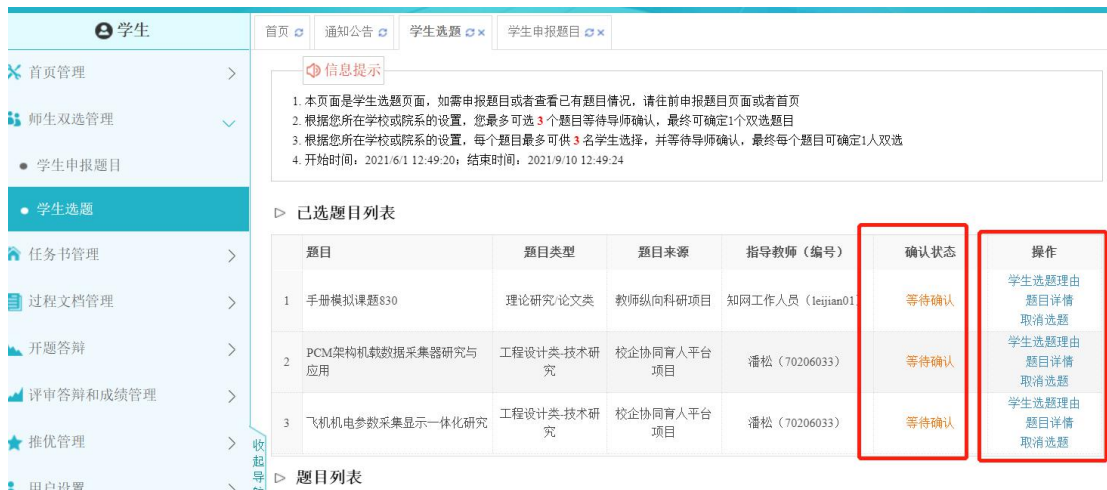 学生
首页 通知公告 学生选题 学生申报题目
首页管理
师生双选管理
学生申报题目
学生选题
任务书管理
过程文档管理
开题答辩
评审答辩和成绩管理
推优管理
用户设置
收起导
信息提示
1. 本页面是学生选题页面，如需申报题目或者查看已有题目情况，请往前申报题目页面或者首页
2. 根据您所在学校或院系的设置，您最多可选 3 个题目等待导师确认，最终可确定1个双选题目
3. 根据您所在学校或院系的设置，每个题目最多可供 3 名学生选择，并等待导师确认，最终每个题目可确定1人双选
4. 开始时间：2021/6/1 12:49:20；结束时间：2021/9/10 12:49:24
已选题目列表
题目 题目类型 题目来源 指导教师（编号） 确认状态 操作
1 手册模拟课题830 理论研究/论文类 教师纵向科研项目 知网工作人员（leijian01） 等待确认 学生选题理由
题目详情
取消选题
2 PCM架构机载数据采集器研究与 工程设计类-技术研 校企协同育人平台 潘松（70206033） 等待确认 学生选题理由
应用 究 项目 题目详情
取消选题
3 飞机机电参数采集显示一体化研究 工程设计类-技术研 校企协同育人平台 潘松（70206033） 等待确认 学生选题理由
究 项目 题目详情
取消选题
题目列表